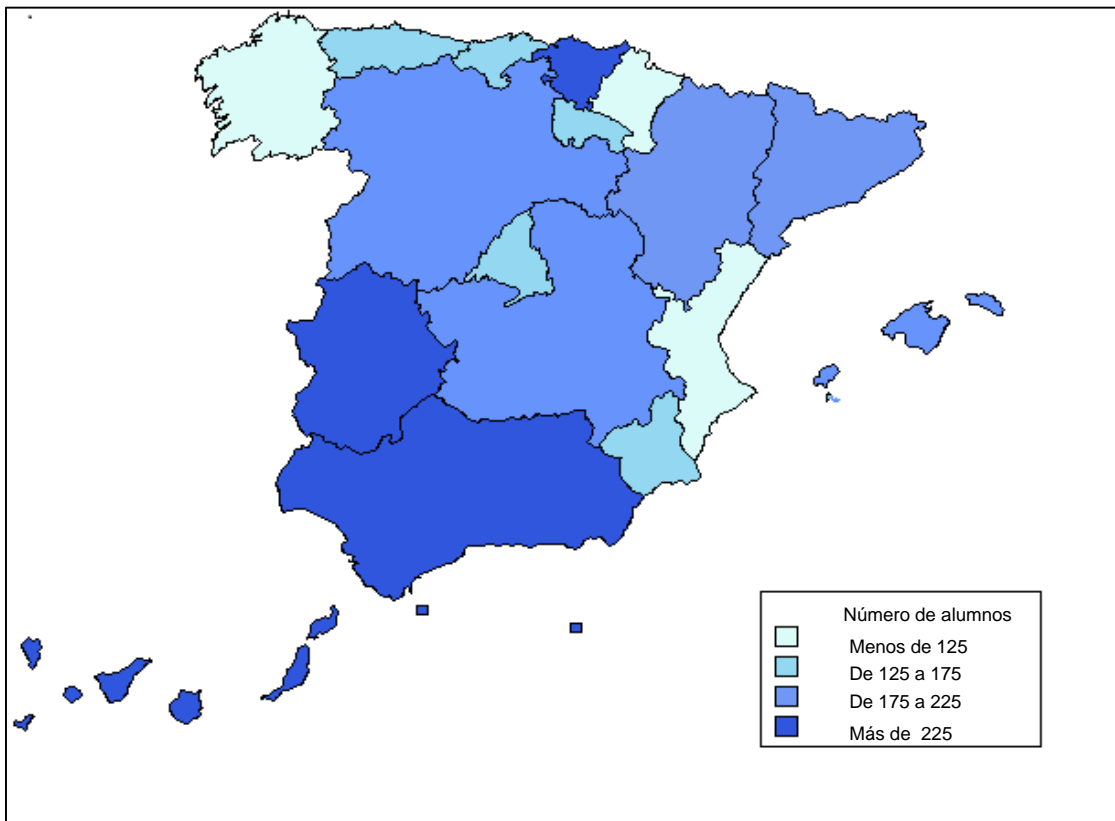 Número de alumnos
Menos de 125
De 125 a 175
De 175 a 225
Más de 225